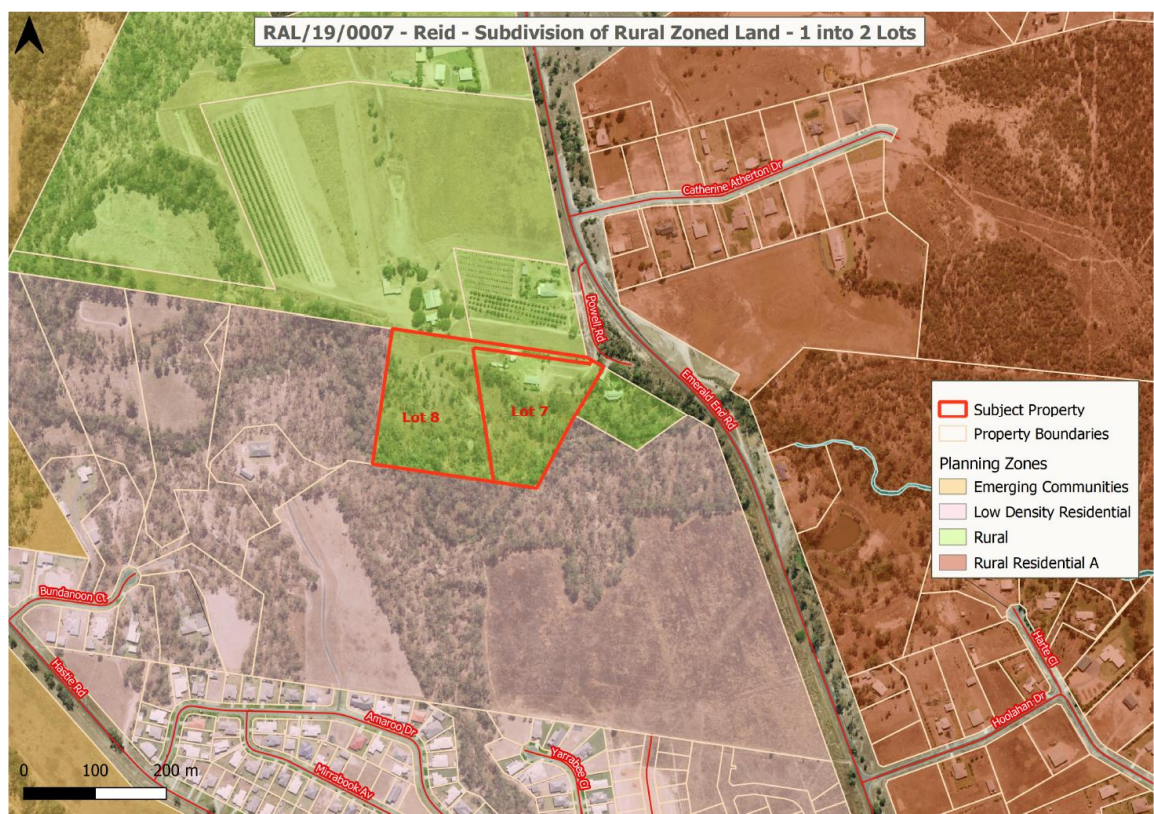 RAL/19/0007 - Reid - Subdivision of Rural Zoned Land - 1 into 2 Lots
Catherine Atherton Dr
Powell Rd
Emerald End Rd
Lot 8
Lot 7
Subject Property
Property Boundaries
Planning Zones
Emerging Communities
Low Density Residential
Rural
Rural Residential A
Bundanoon Ct
Hastie Rd
Amaroo Dr
Mirrabook Av
Yarrabee Cl
Harte Cl
Hoolahan Dr
0 100 200 m